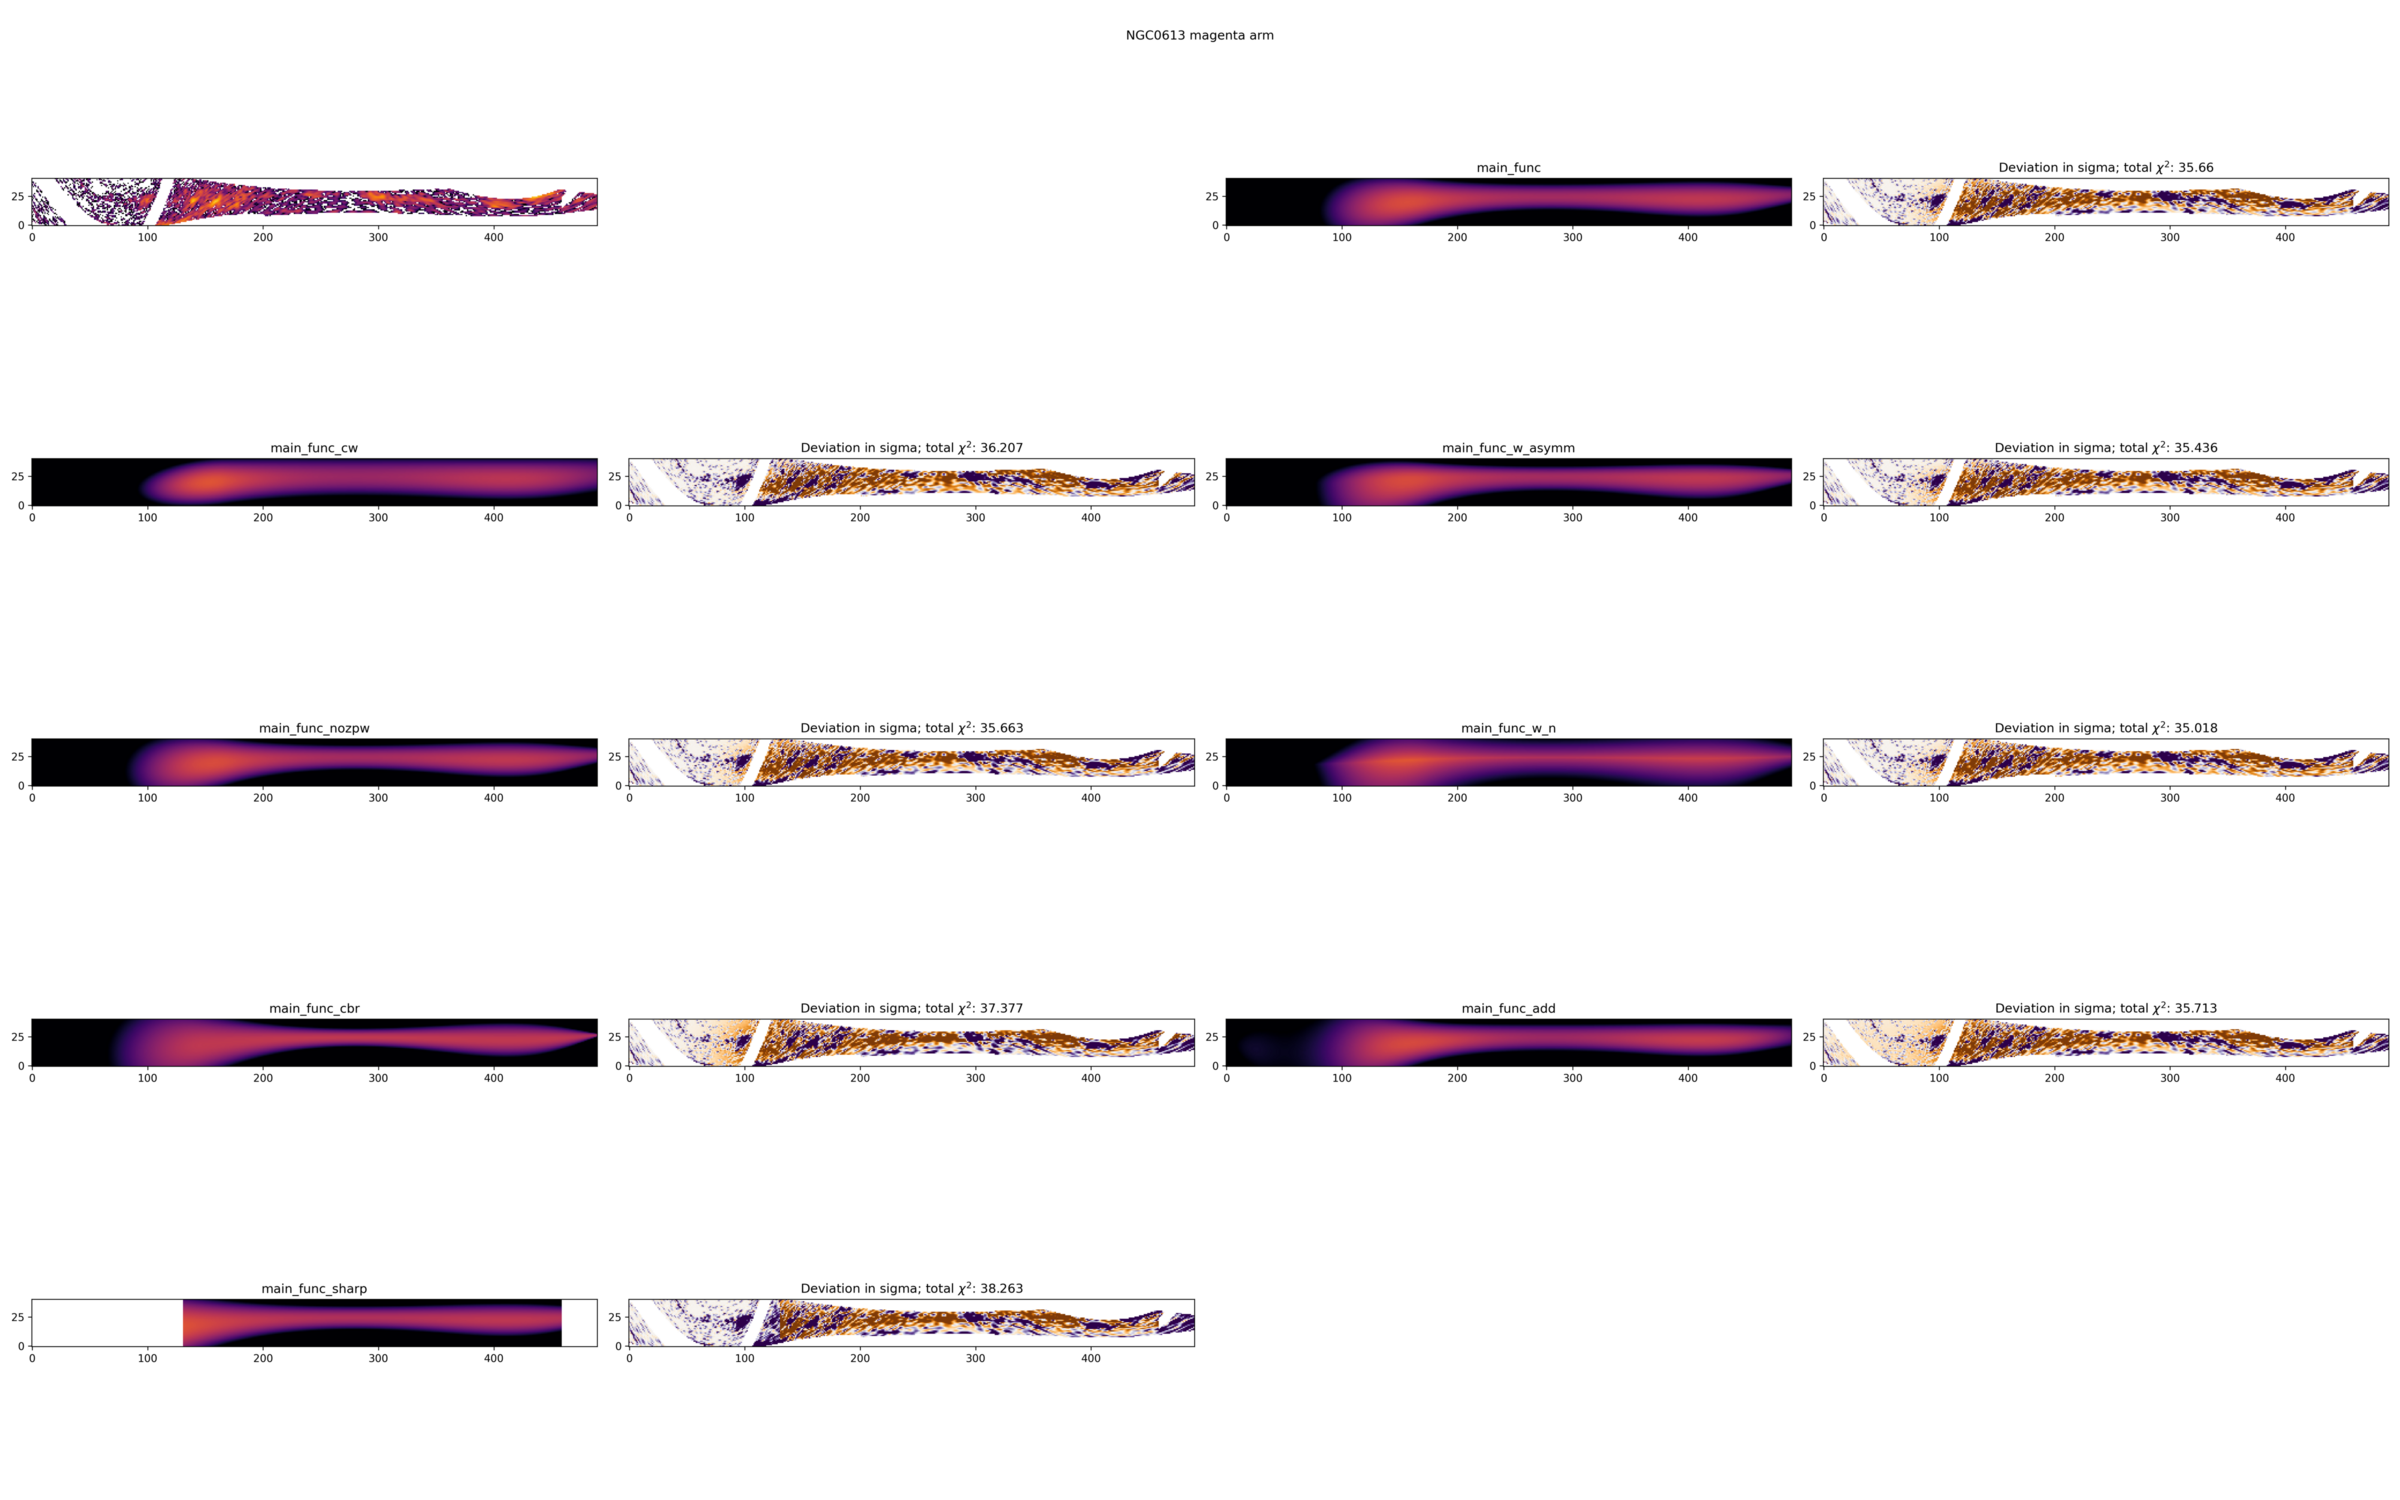 NGC0613 magenta arm
25
0
0 100 200 300 400
main_func
25
0
0 100 200 300 400
Deviation in sigma; total χ²: 35.66
25
0
0 100 200 300 400
main_func_cw
25
0
0 100 200 300 400
Deviation in sigma; total χ²: 36.207
25
0
0 100 200 300 400
main_func_w_asymm
25
0
0 100 200 300 400
Deviation in sigma; total χ²: 35.436
25
0
0 100 200 300 400
main_func_nozpw
25
0
0 100 200 300 400
Deviation in sigma; total χ²: 35.663
25
0
0 100 200 300 400
main_func_w_n
25
0
0 100 200 300 400
Deviation in sigma; total χ²: 35.018
25
0
0 100 200 300 400
main_func_cbr
25
0
0 100 200 300 400
Deviation in sigma; total χ²: 37.377
25
0
0 100 200 300 400
main_func_add
25
0
0 100 200 300 400
Deviation in sigma; total χ²: 35.713
25
0
0 100 200 300 400
main_func_sharp
25
0
0 100 200 300 400
Deviation in sigma; total χ²: 38.263
25
0
0 100 200 300 400